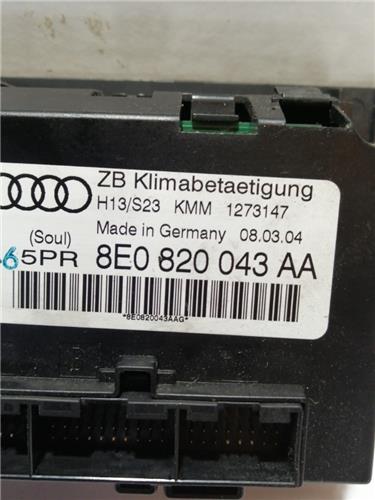 ZB Klimabetaetigung
H13/S23 KMM 1273147
Made in Germany 08.03.04
(Soul)
65PR 8E0 820 043 AA
*8E0820043AAG*